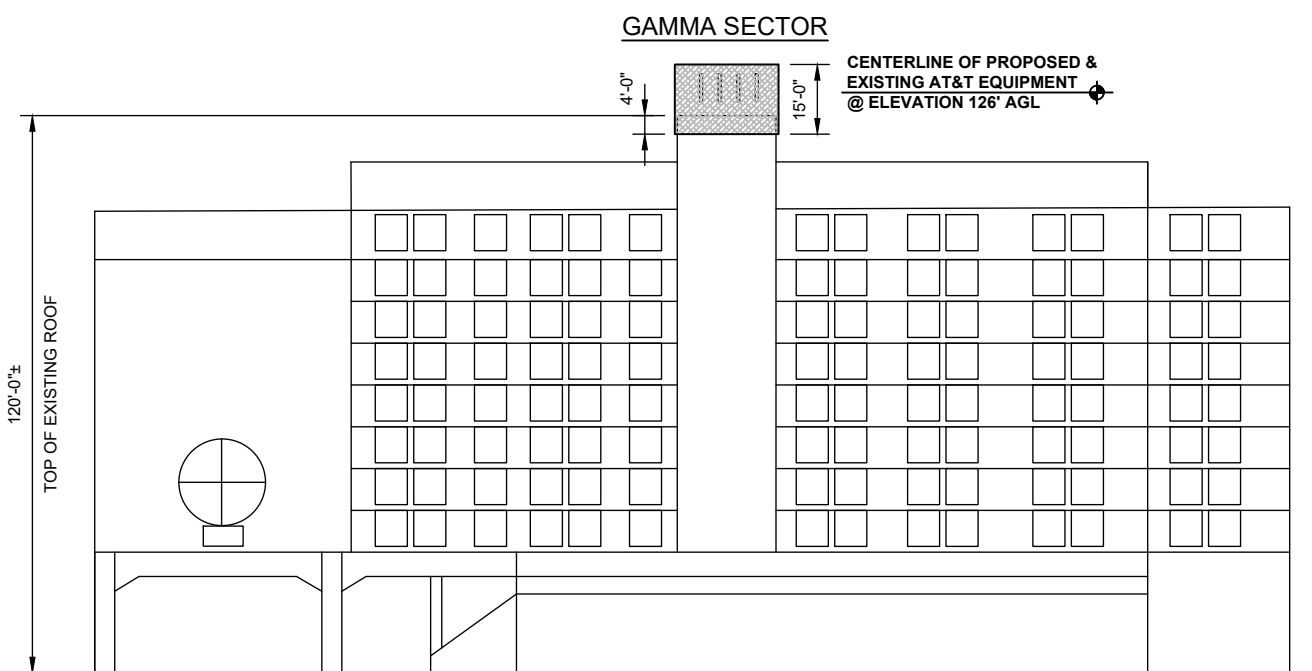 GAMMA SECTOR
4'-0"
15'-0"
CENTERLINE OF PROPOSED &
EXISTING AT&T EQUIPMENT
@ ELEVATION 126' AGL
120'-0"±
TOP OF EXISTING ROOF